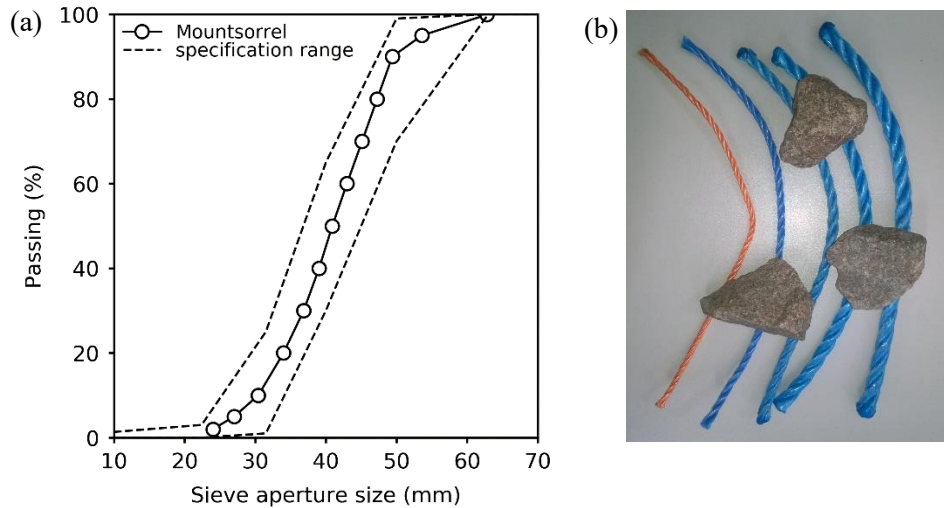 (a)
Mountsorrel
specification range
100
80
60
40
20
0
Passing (%)
10 20 30 40 50 60 70
Sieve aperture size (mm)
(b)